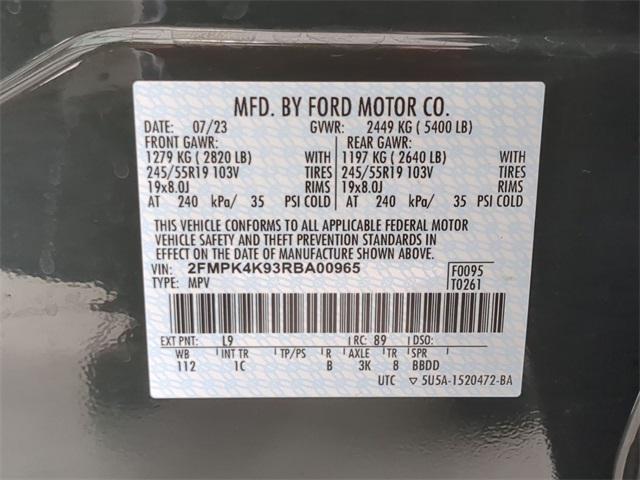 MFD. BY FORD MOTOR CO.
DATE: 07/23 GVWR: 2449 KG ( 5400 LB)
FRONT GAWR: REAR GAWR:
1279 KG ( 2820 LB) WITH 1197 KG ( 2640 LB) WITH
245/55R19 103V TIRES 245/55R19 103V TIRES
19x8.0J RIMS 19x8.0J RIMS
AT 240 kPa/ 35 PSI COLD AT 240 kPa/ 35 PSI COLD
THIS VEHICLE CONFORMS TO ALL APPLICABLE FEDERAL MOTOR
VEHICLE SAFETY AND THEFT PREVENTION STANDARDS IN
EFFECT ON THE DATE OF MANUFACTURE SHOWN ABOVE.
VIN: 2FMPK4K93RBA00965 F0095
TYPE: MPV T0261
EXT PNT: L9 RC: 89 DSO:
WB INT TR TP/PS R AXLE TR SPR
112 1C B 3K 8 BBDD
UTC ▽ 5U5A-1520472-BA